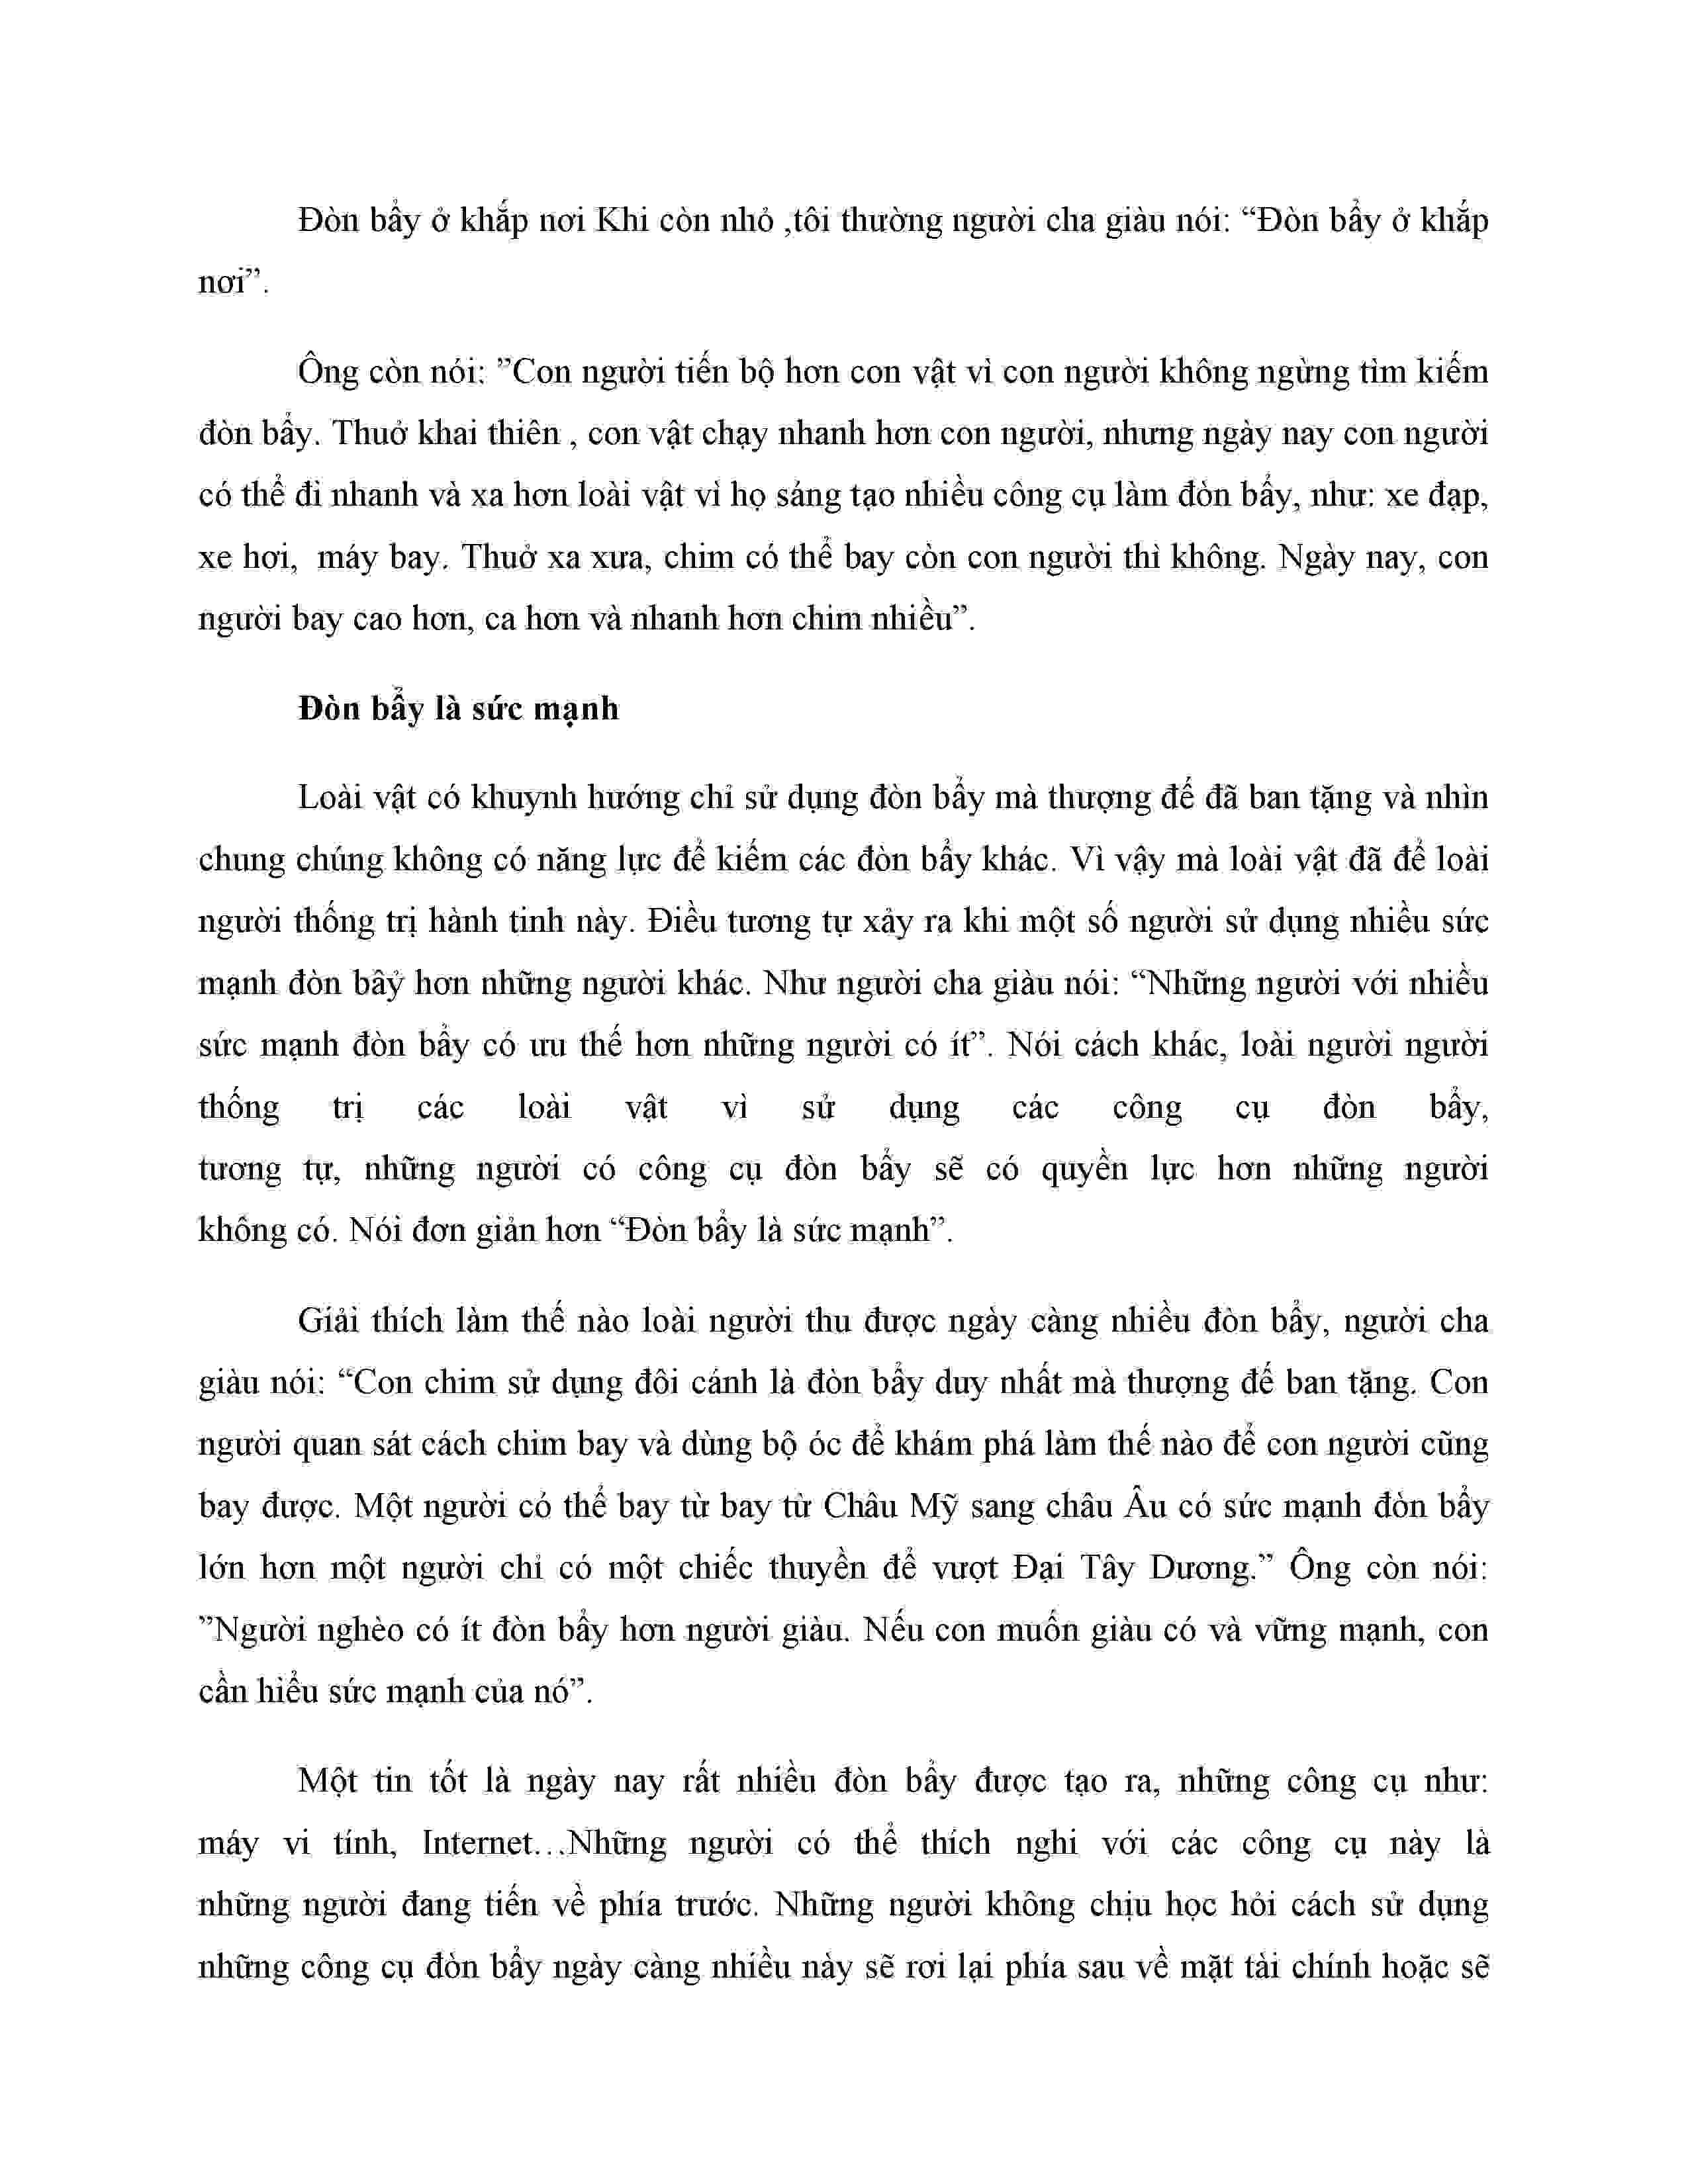 Đòn bẩy ở khắp nơi Khi còn nhỏ ,tôi thường người cha giàu nói: “Đòn bẩy ở khắp
nơi”.
Ông còn nói: ”Con người tiến bộ hơn con vật vì con người không ngừng tìm kiếm
đòn bẩy. Thuở khai thiên , con vật chạy nhanh hơn con người, nhưng ngày nay con người
có thể đi nhanh và xa hơn loài vật vì họ sáng tạo nhiều công cụ làm đòn bẩy, như: xe đạp,
xe hơi, máy bay. Thuở xa xưa, chim có thể bay còn con người thì không. Ngày nay, con
người bay cao hơn, ca hơn và nhanh hơn chim nhiều”.
Đòn bẩy là sức mạnh
Loài vật có khuynh hướng chỉ sử dụng đòn bẩy mà thượng đế đã ban tặng và nhìn
chung chúng không có năng lực để kiếm các đòn bẩy khác. Vì vậy mà loài vật đã để loài
người thống trị hành tinh này. Điều tương tự xảy ra khi một số người sử dụng nhiều sức
mạnh đòn bâỷ hơn những người khác. Như người cha giàu nói: “Những người với nhiều
sức mạnh đòn bẩy có ưu thế hơn những người có ít”. Nói cách khác, loài người người
thống trị các loài vật vì sử dụng các công cụ đòn bẩy,
tương tự, những người có công cụ đòn bẩy sẽ có quyền lực hơn những người
không có. Nói đơn giản hơn “Đòn bẩy là sức mạnh”.
Giải thích làm thế nào loài người thu được ngày càng nhiều đòn bẩy, người cha
giàu nói: “Con chim sử dụng đôi cánh là đòn bẩy duy nhất mà thượng đế ban tặng. Con
người quan sát cách chim bay và dùng bộ óc để khám phá làm thế nào để con người cũng
bay được. Một người có thể bay từ bay từ Châu Mỹ sang châu Âu có sức mạnh đòn bẩy
lớn hơn một người chỉ có một chiếc thuyền để vượt Đại Tây Dương.” Ông còn nói:
”Người nghèo có ít đòn bẩy hơn người giàu. Nếu con muốn giàu có và vững mạnh, con
cần hiểu sức mạnh của nó”.
Một tin tốt là ngày nay rất nhiều đòn bẩy được tạo ra, những công cụ như:
máy vi tính, Internet…Những người có thể thích nghi với các công cụ này là
những người đang tiến về phía trước. Những người không chịu học hỏi cách sử dụng
những công cụ đòn bẩy ngày càng nhiều này sẽ rơi lại phía sau về mặt tài chính hoặc sẽ